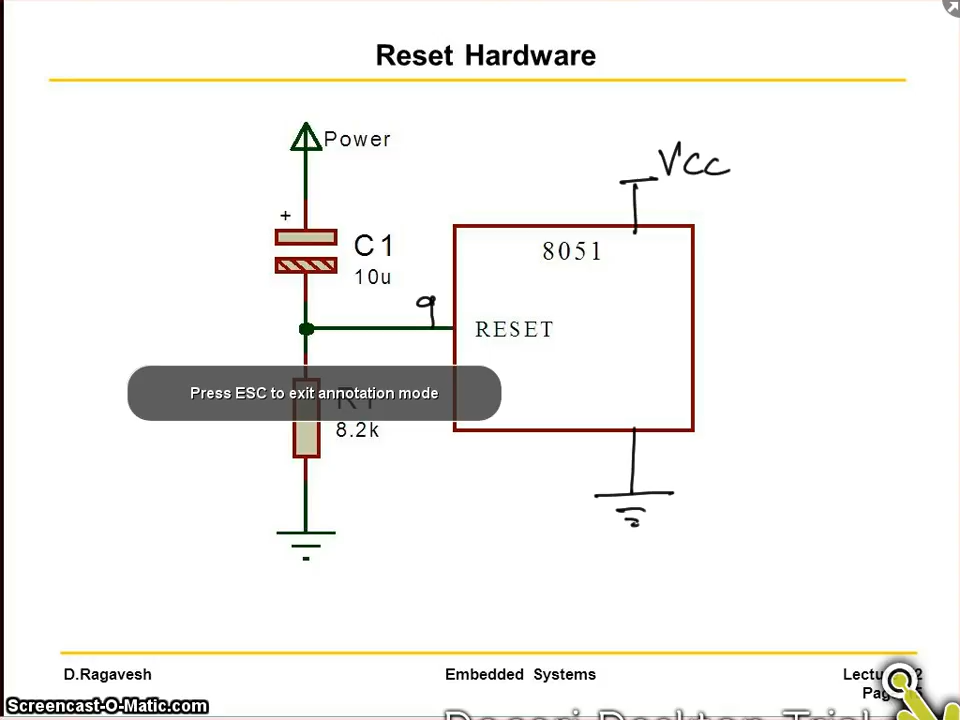 Reset Hardware
Power
VCC
+
C1
10u
8051
9
RESET
Press ESC to exit annotation mode
R1
8.2k
D.Ragavesh
Embedded Systems
Screencast-O-Matic.com